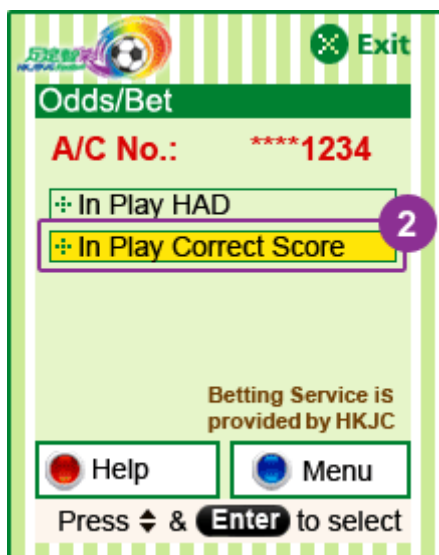 Exit
Odds/Bet
A/C No.: ****1234
In Play HAD
2
In Play Correct Score
Betting Service is
provided by HKJC
Help Menu
Press & Enter to select